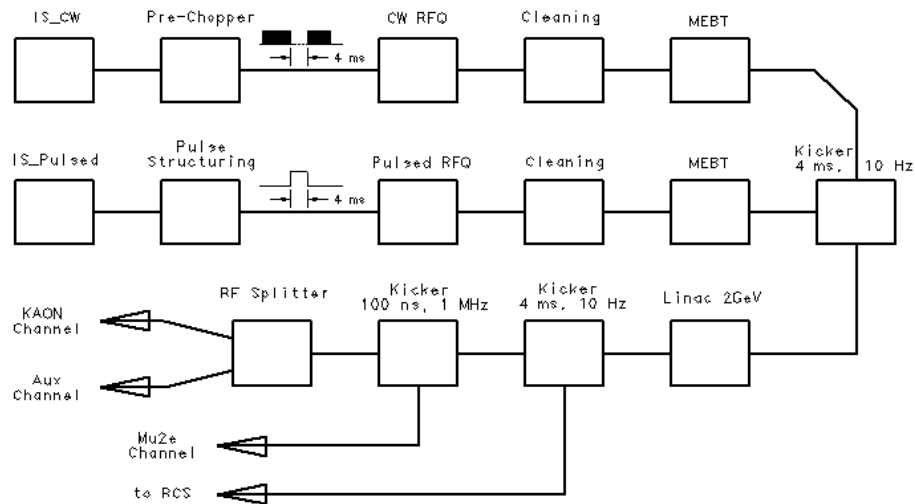 IS_CW
Pre-Chopper
CW RFQ
Cleaning
MEBT
4 ms
IS_Pulsed
Pulse
Structuring
Pulsed RFQ
Cleaning
MEBT
Kicker
4 ms, 10 Hz
4 ms
RF Splitter
Kicker
100 ns, 1 MHz
Kicker
4 ms, 10 Hz
Linac 2GeV
KAON
Channel
Aux
Channel
Mu2e
Channel
to RCS